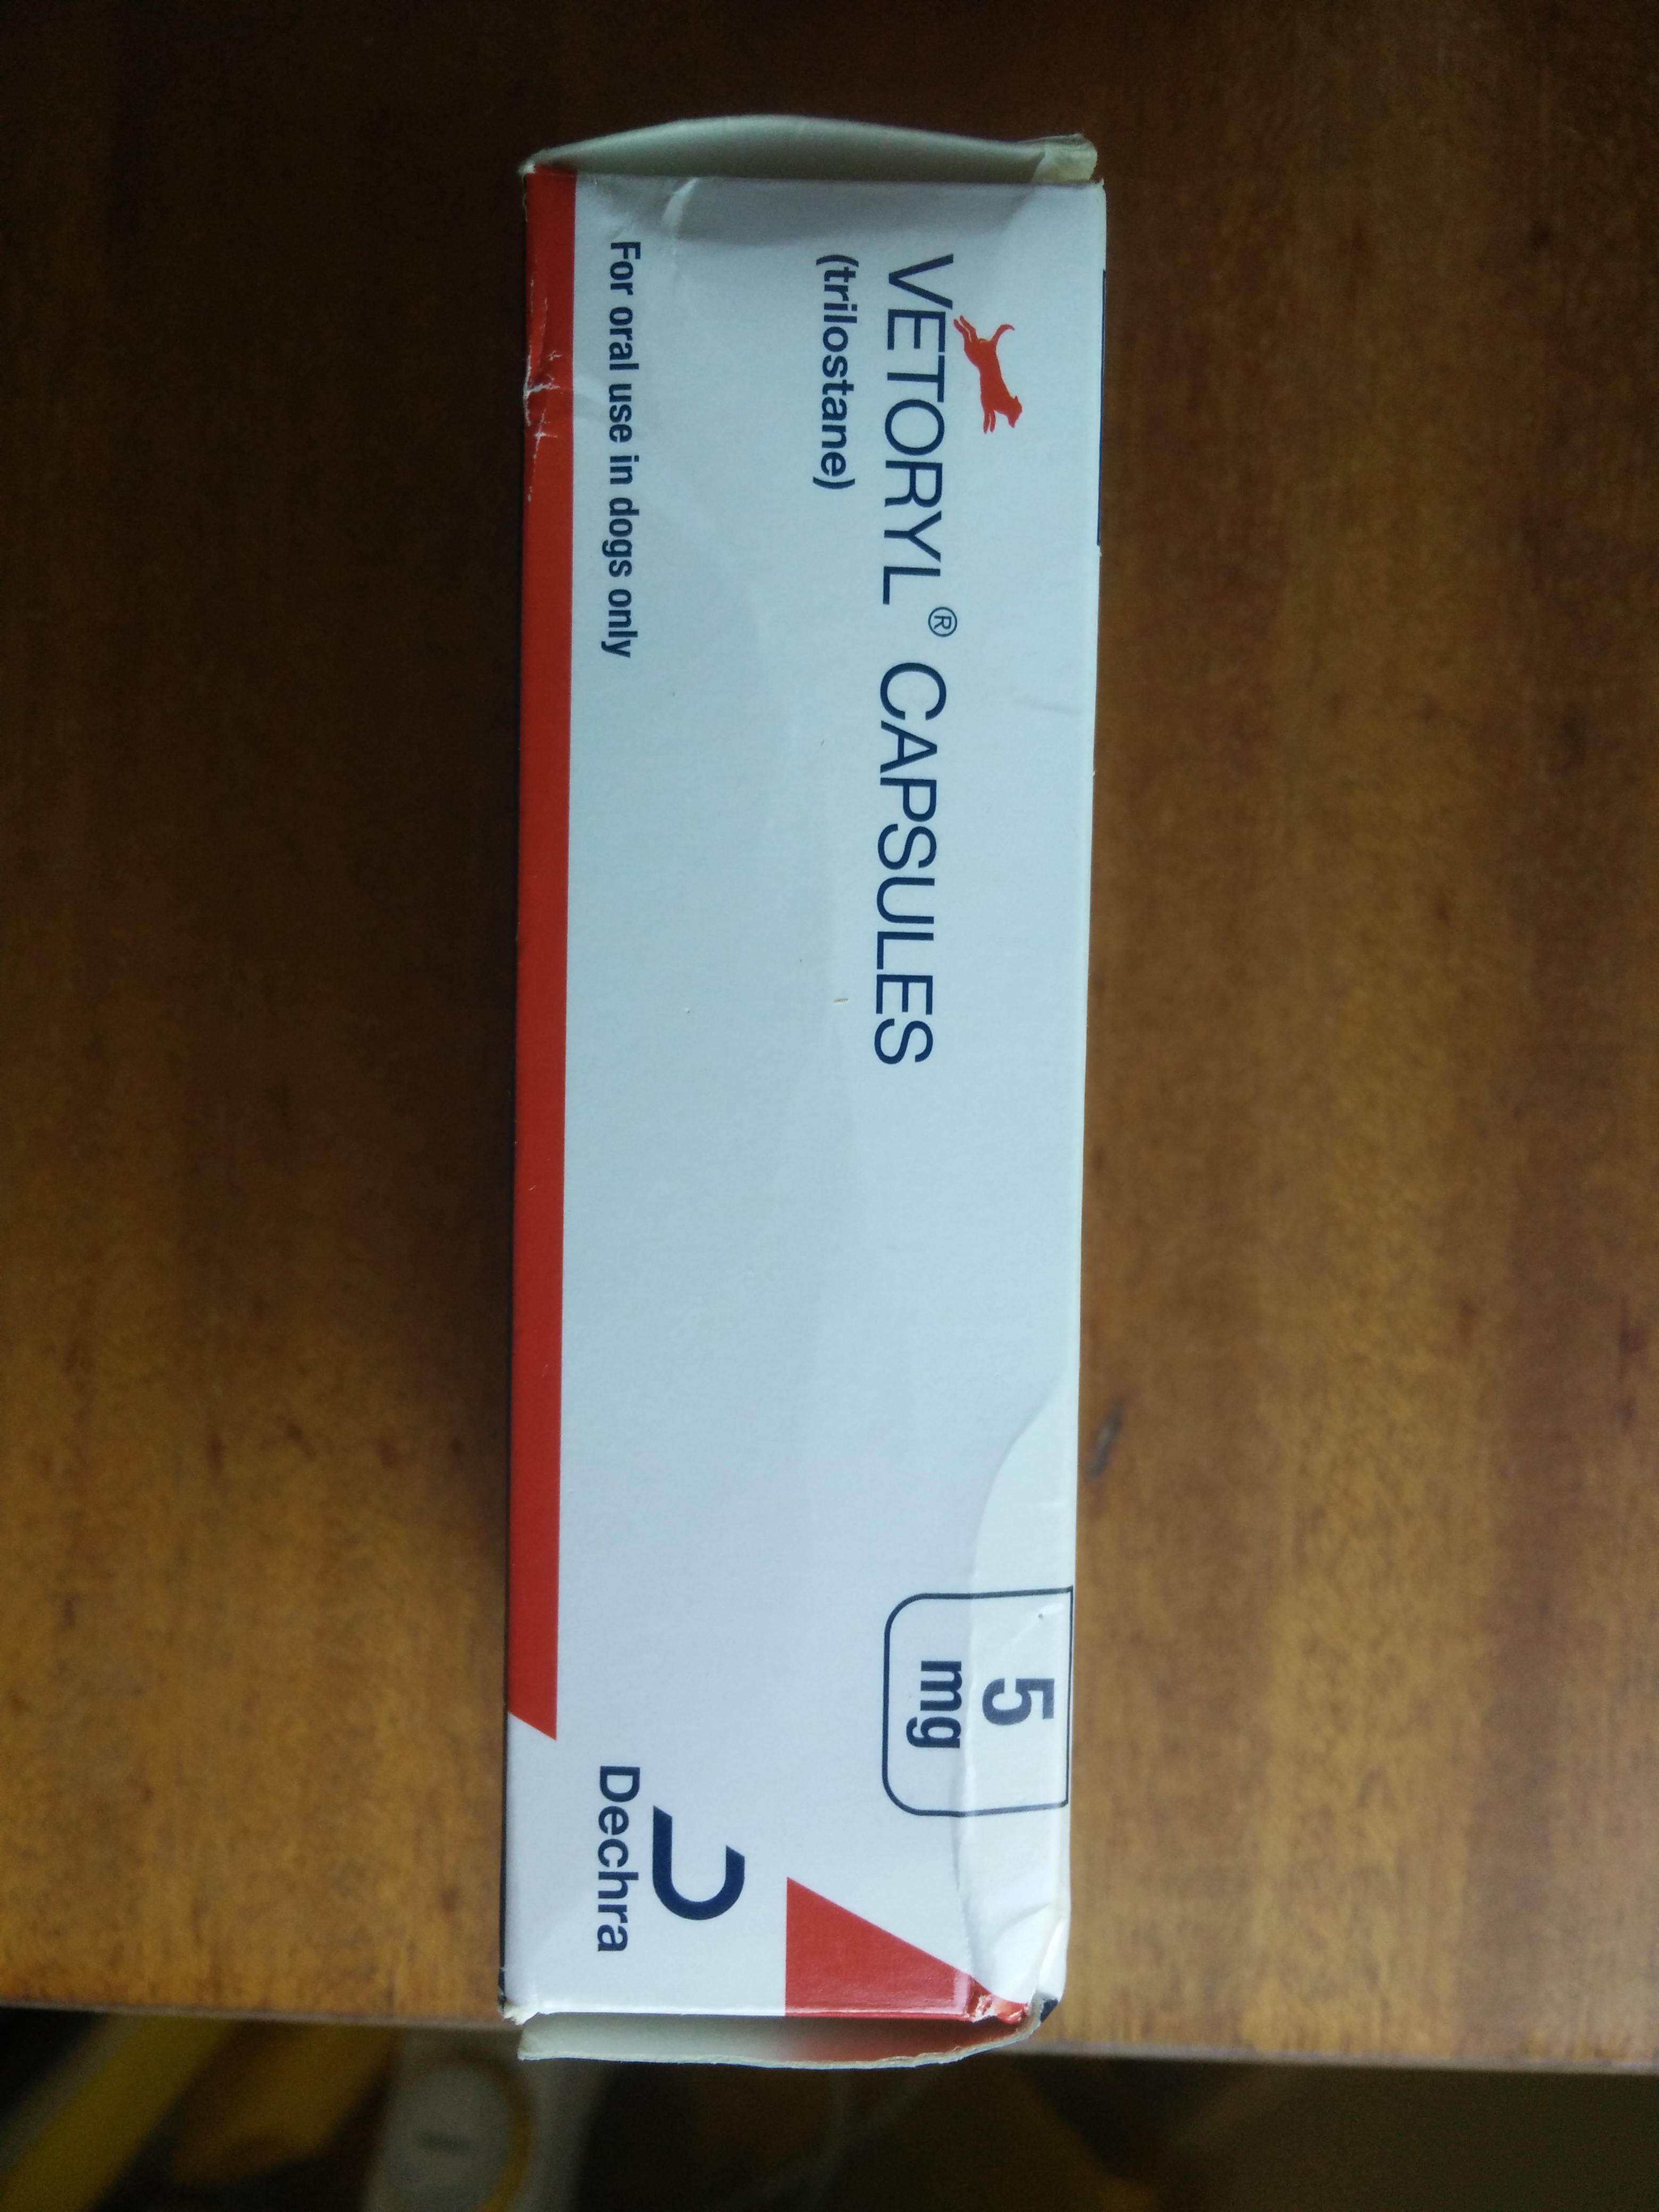 VETORYL® CAPSULES
(trilostane)
For oral use in dogs only
5
mg
Dechra